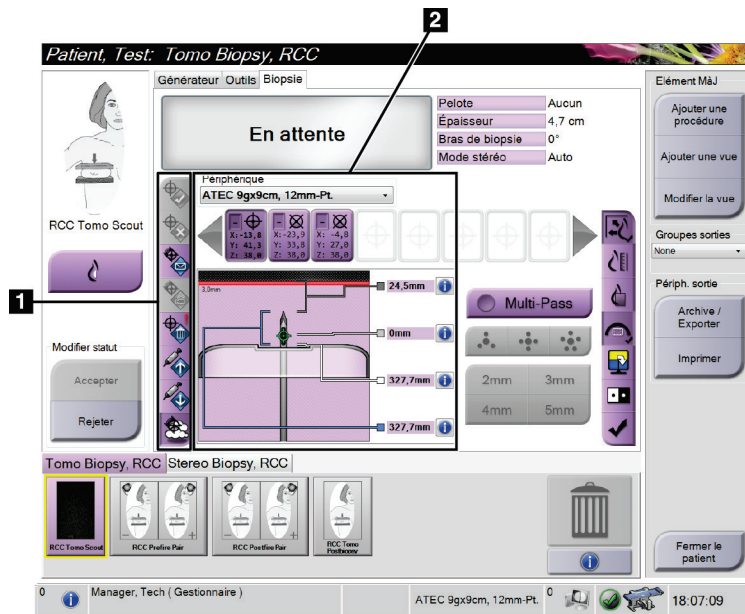 2
Patient, Test: Tomo Biopsy, RCC
Générateur Outils Biopsie
En attente
Pelote Aucun
Épaisseur 4,7 cm
Bras de biopsie 0°
Mode stéréo Auto
Elément MàJ
Ajouter une procédure
Ajouter une vue
Modifier la vue
Groupes sorties
None
Périph. sortie
Archive / Exporter
Imprimer
Fermer le patient
RCC Tomo Scout
1
Modifier statut
Accepter
Rejeter
Périphérique
ATEC 9gx9cm, 12mm-Pt.
X:-13,8
Y: 41,3
Z: 38,0
X:-23,9
Y: 33,8
Z: 38,0
X: -4,8
Y: 27,0
Z: 38,0
3,0mm
24,5mm
0mm
327,7mm
327,7mm
Multi-Pass
2mm 3mm
4mm 5mm
Tomo Biopsy, RCC Stereo Biopsy, RCC
RCC Tomo Scout
RCC Prefire Pair
RCC Postfire Pair
RCC Tomo Postbiopsy
0 Manager, Tech ( Gestionnaire ) ATEC 9gx9cm, 12mm-Pt. 0 18:07:09